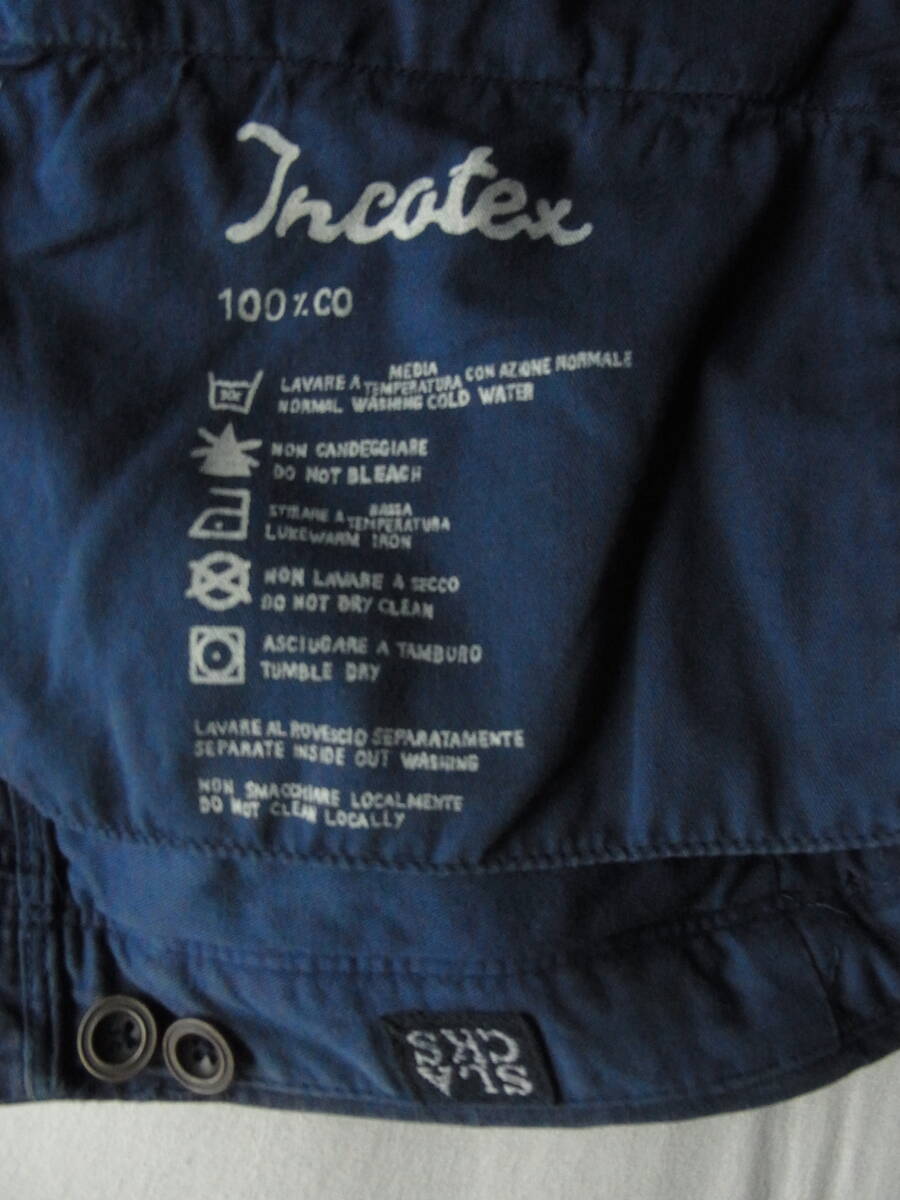 Incotex
100%CO
LAVARE A MEDIA TEMPERATURA CON AZIONE NORMALE
NORMAL WASHING COLD WATER
NON CANDEGGIARE
DO NOT BLEACH
STIRARE A BASSA TEMPERATURA
LUKEWARM IRON
NON LAVARE A SECCO
DO NOT DRY CLEAN
ASCIUGARE A TAMBURO
TUMBLE DRY
LAVARE AL ROVESCIO SEPARATAMENTE
SEPARATE INSIDE OUT WASHING
NON SMACCHIARE LOCALMENTE
DO NOT CLEAN LOCALLY
SLA
CKS